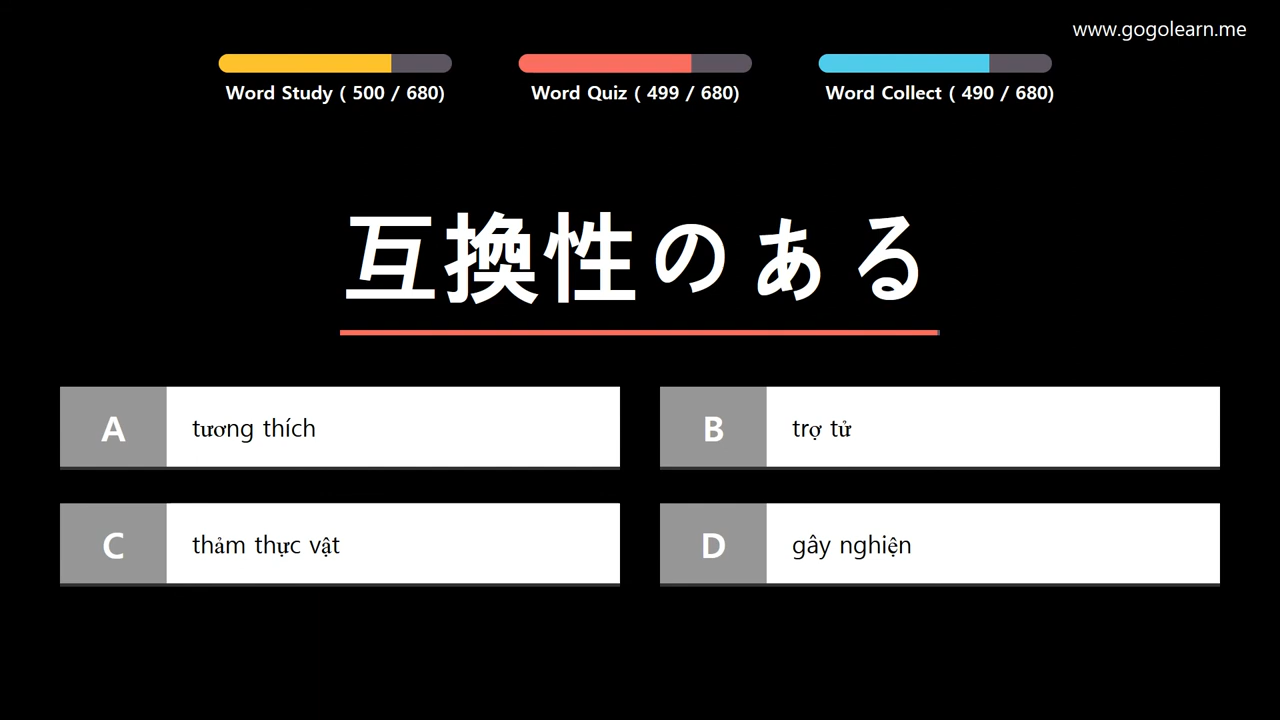 www.gogolearn.me
Word Study ( 500 / 680)
Word Quiz ( 499 / 680)
Word Collect ( 490 / 680)
互換性のある
A tương thích
B trợ tử
C thảm thực vật
D gây nghiện